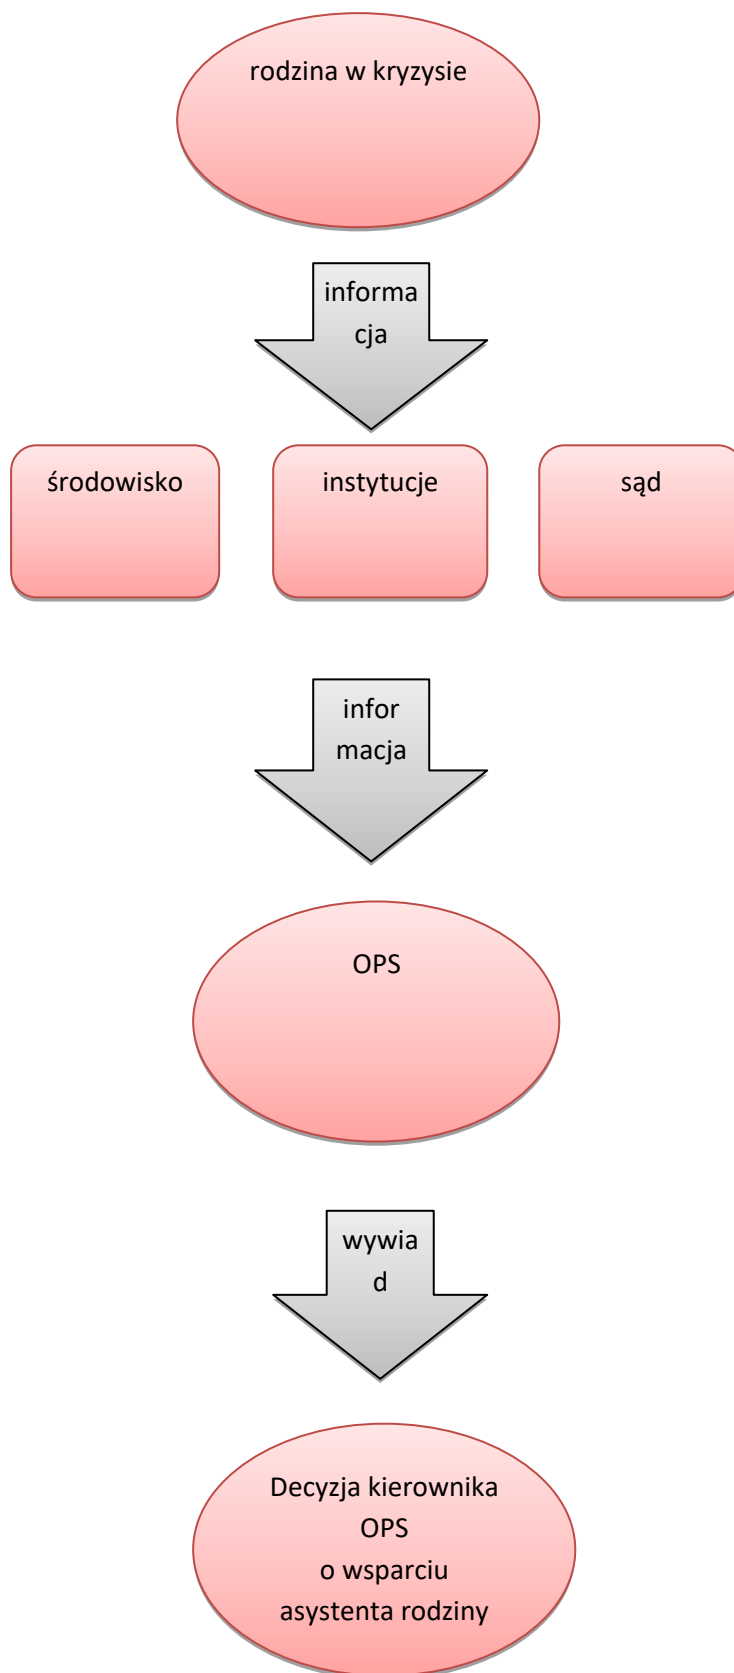 rodzina w kryzysie
informa
cja
środowisko
instytucje
sąd
infor
macja
OPS
wywia
d
Decyzja kierownika
OPS
o wsparciu
asystenta rodziny